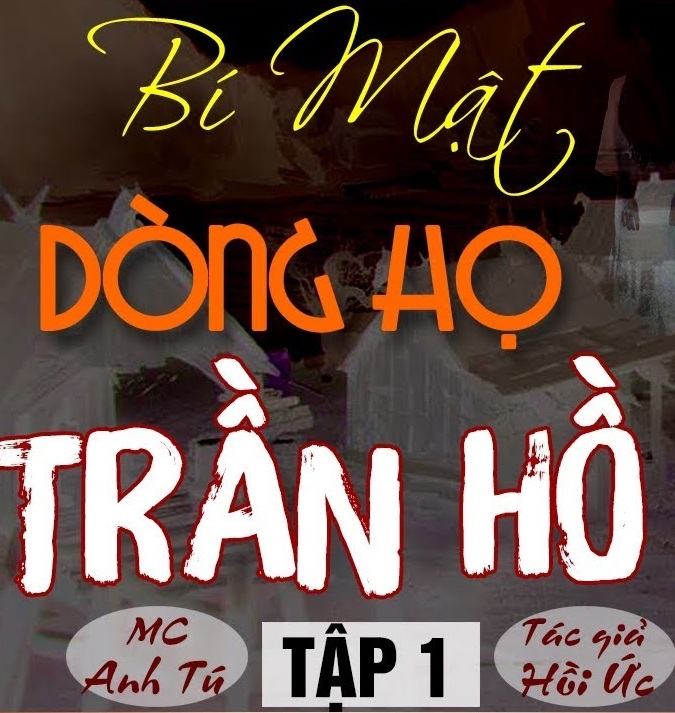 Bí Mật
DÒNG HỌ
TRẦN HỒ
MC
Anh Tú
TẬP 1
Tác giả
Hồi Ức